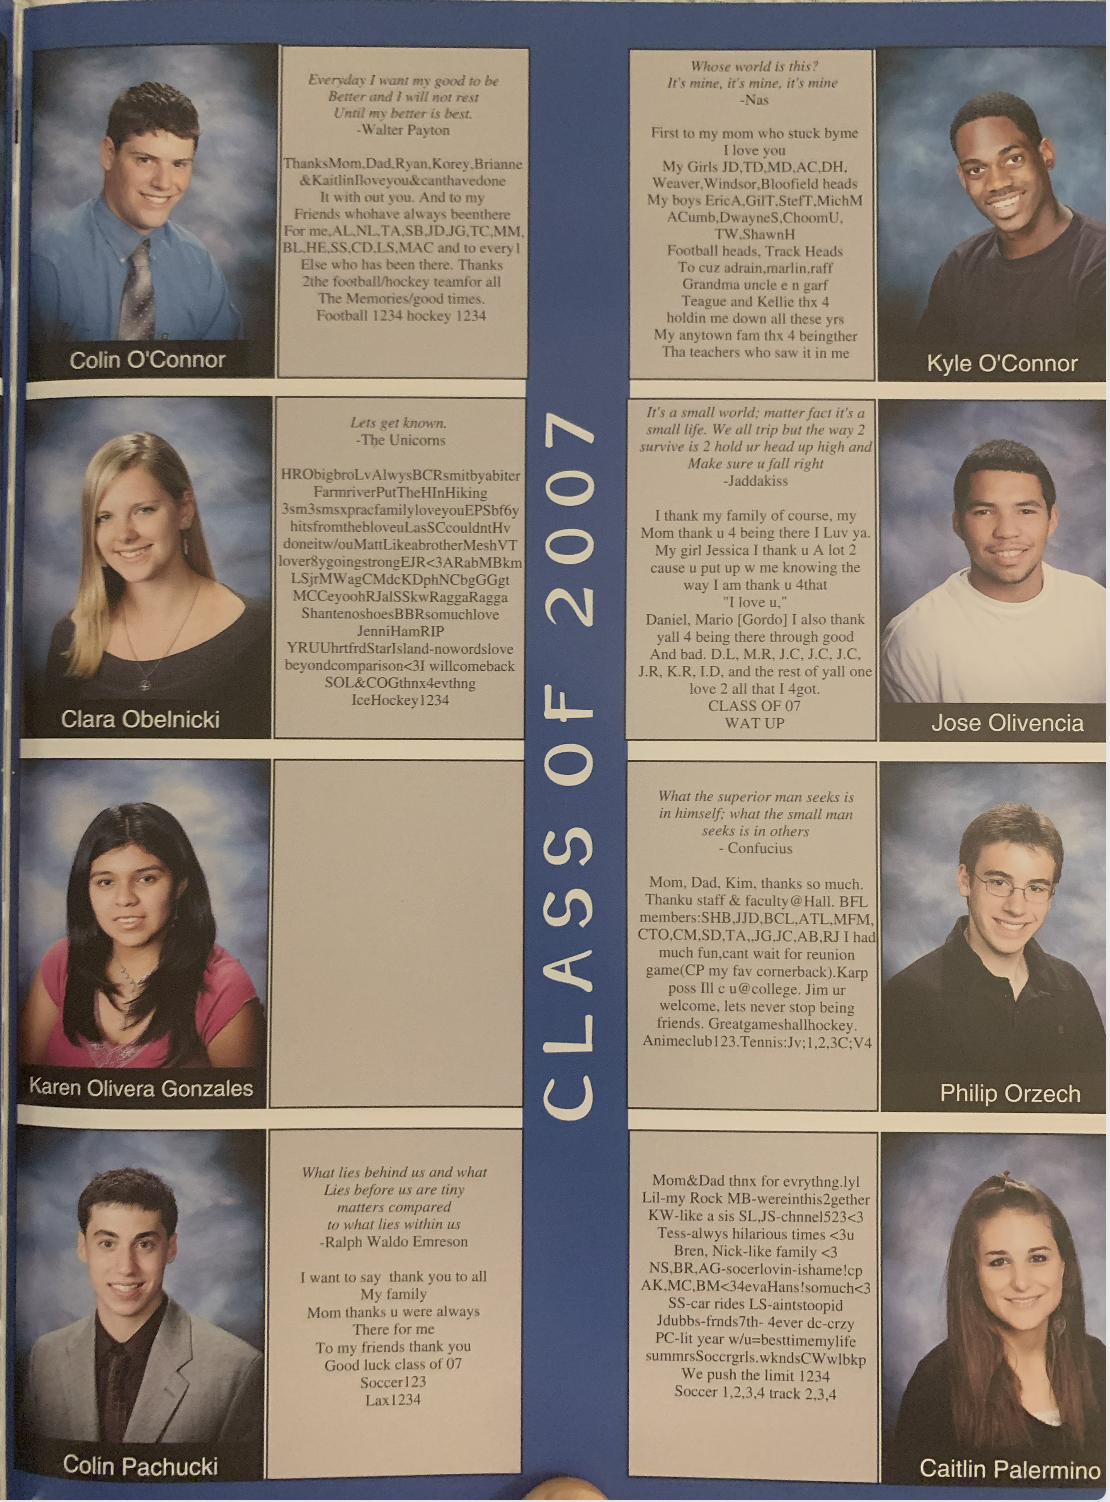 Everyday I want my good to be
Better and I will not rest
Until my better is best.
-Walter Payton
ThanksMom,Dad,Ryan,Korey,Brianne
&KaitlinIloveyou&canthavedone
It with out you. And to my
Friends whohave always beenthere
For me,AL,NL,TA,SB,JD,JG,TC,MM,
BL,HE,SS,CD,LS,MAC and to every1
Else who has been there. Thanks
2the football/hockey teamfor all
The Memories/good times.
Football 1234 hockey 1234
Colin O'Connor
Lets get known.
-The Unicorns
HRObigbroLvAlwysBCRsmitbyabiter
FarmriverPutTheHInHiking
3sm3smsxpracfamilyloveyouEPSbf6y
hitsfromthebloveuLasSCcouldntHv
doneitw/ouMattLikeabrotherMeshVT
lover8ygoingstrongEJR<3ARabMBkm
LSjrMWagCMdcKDphNCbgGGgt
MCCeyoohRJalSSkwRaggaRagga
ShantenoshoesBBRsomuchlove
JenniHamRIP
YRUUhrtfrdStarIsland-nowordslove
beyondcomparison<3I willcomeback
SOL&COGthnx4evthng
IceHockey1234
Clara Obelnicki
Karen Olivera Gonzales
What lies behind us and what
Lies before us are tiny
matters compared
to what lies within us
-Ralph Waldo Emreson
I want to say thank you to all
My family
Mom thanks u were always
There for me
To my friends thank you
Good luck class of 07
Soccer123
Lax1234
Colin Pachucki
CLASS OF 2007
Whose world is this?
It's mine, it's mine, it's mine
-Nas
First to my mom who stuck byme
I love you
My Girls JD,TD,MD,AC,DH,
Weaver,Windsor,Bloofield heads
My boys EricA,GilT,StefT,MichM
ACumb,DwayneS,ChoomU,
TW,ShawnH
Football heads, Track Heads
To cuz adrain,marlin,raff
Grandma uncle e n garf
Teague and Kellie thx 4
holdin me down all these yrs
My anytown fam thx 4 beingther
Tha teachers who saw it in me
Kyle O'Connor
It's a small world; matter fact it's a
small life. We all trip but the way 2
survive is 2 hold ur head up high and
Make sure u fall right
-Jaddakiss
I thank my family of course, my
Mom thank u 4 being there I Luv ya.
My girl Jessica I thank u A lot 2
cause u put up w me knowing the
way I am thank u 4that
"I love u,"
Daniel, Mario [Gordo] I also thank
yall 4 being there through good
And bad. D.L, M.R, J.C, J.C, J.C,
J.R, K.R, I.D, and the rest of yall one
love 2 all that I 4got.
CLASS OF 07
WAT UP
Jose Olivencia
What the superior man seeks is
in himself; what the small man
seeks is in others
- Confucius
Mom, Dad, Kim, thanks so much.
Thanku staff & faculty@Hall. BFL
members:SHB,JJD,BCL,ATL,MFM,
CTO,CM,SD,TA,,JG,JC,AB,RJ I had
much fun,cant wait for reunion
game(CP my fav cornerback).Karp
poss Ill c u@college. Jim ur
welcome, lets never stop being
friends. Greatgameshallhockey.
Animeclub123.Tennis:Jv;1,2,3C;V4
Philip Orzech
Mom&Dad thnx for evrythng.lyl
Lil-my Rock MB-wereinthis2gether
KW-like a sis SL,JS-chnnel523<3
Tess-alwys hilarious times <3u
Bren, Nick-like family <3
NS,BR,AG-socerlovin-ishame!cp
AK,MC,BM<34evaHans!somuch<3
SS-car rides LS-aintstoopid
Jdubbs-frnds7th- 4ever dc-crzy
PC-lit year w/u=besttimemylife
summrsSoccrgrls.wkndsCWwlbkp
We push the limit 1234
Soccer 1,2,3,4 track 2,3,4
Caitlin Palermino